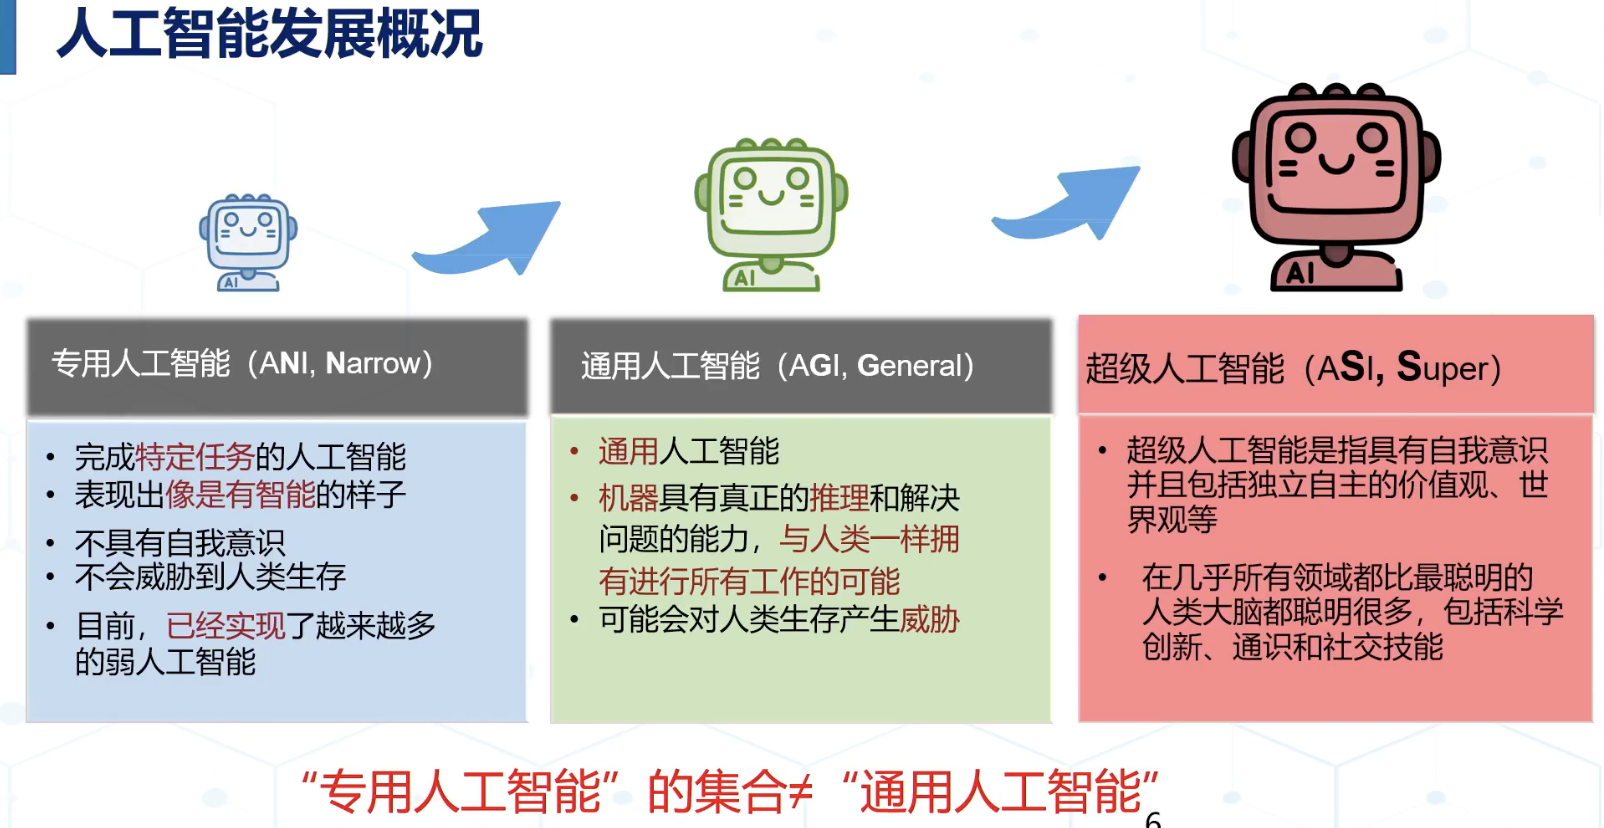 人工智能发展概况
AI
AI
AI
专用人工智能（ANI, Narrow）
• 完成特定任务的人工智能
• 表现出像是有智能的样子
• 不具有自我意识
• 不会威胁到人类生存
• 目前，已经实现了越来越多
的弱人工智能
通用人工智能（AGI, General）
• 通用人工智能
• 机器具有真正的推理和解决
问题的能力，与人类一样拥
有进行所有工作的可能
• 可能会对人类生存产生威胁
超级人工智能（ASI, Super）
• 超级人工智能是指具有自我意识
并且包括独立自主的价值观、世
界观等
• 在几乎所有领域都比最聪明的
人类大脑都聪明很多，包括科学
创新、通识和社交技能
“专用人工智能”的集合≠“通用人工智能”
6